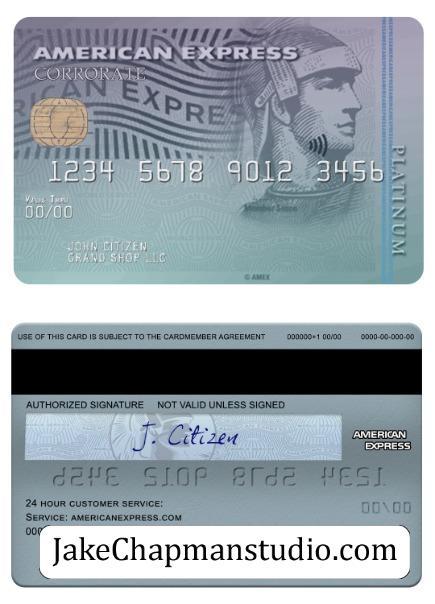 AMERICAN EXPRESS
CORRORATE
AN EXPRE
AN EXPRES
1234 5678 9012 3456
PLATINUM
VALID THRU
Member Since
00/00
JOHN CITIZEN
GRAND SHOP LLC
© AMEX
USE OF THIS CARD IS SUBJECT TO THE CARDMEMBER AGREEMENT 000000+1 00/00 0000-00-000-00
AUTHORIZED SIGNATURE NOT VALID UNLESS SIGNED
J. Citizen
AMERICAN EXPRESS
1234 5678 9012 3456
24 HOUR CUSTOMER SERVICE: 00/00
SERVICE: AMERICANEXPRESS.COM
JakeChapmanstudio.com